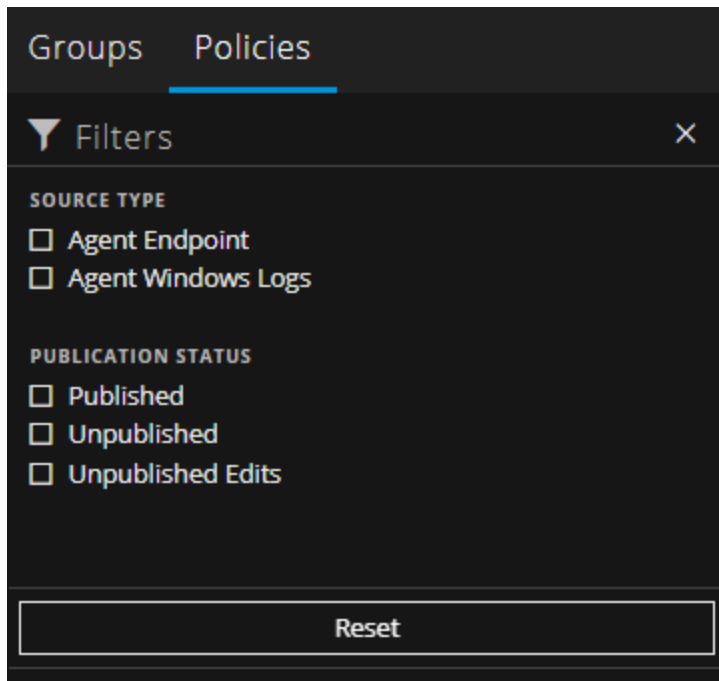 Groups Policies
Filters
SOURCE TYPE
Agent Endpoint
Agent Windows Logs
PUBLICATION STATUS
Published
Unpublished
Unpublished Edits
Reset